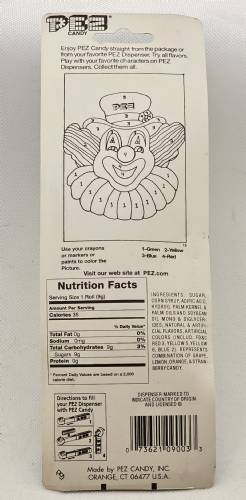 PEZ
CANDY
Enjoy PEZ Candy straight from the package or
from your favorite PEZ Dispenser. Try all flavors.
Play with your favorite characters on PEZ
Dispensers. Collect them all.
PEZ
Use your crayons
or markers or
paints to color the
Picture.
1-Green 2-Yellow
3-Blue 4-Red
Visit our web site at PEZ.com
Nutrition Facts
Serving Size 1 Roll (9g)
Amount Per Serving
Calories 35
% Daily Value*
Total Fat 0g 0%
Sodium 0mg 0%
Total Carbohydrates 9g 3%
Sugars 9g
Protein 0g
* Percent Daily Values are based on a 2,000
calorie diet.
INGREDIENTS: SUGAR,
CORN SYRUP, ADIPIC ACID,
HYDROG. PALM KERNEL &
PALM OILS AND SOYBEAN
OIL, MONO & DIGLYCER-
IDES, NATURAL & ARTIFI-
CIAL FLAVORS, ARTIFICIAL
COLORS (INCL. FD&C
RED 3, YELLOW 5, YELLOW
6, BLUE 2). REPRESENTS
COMBINATION OF GRAPE,
LEMON, ORANGE, & STRAW-
BERRY CANDY.
Directions to fill
your PEZ Dispenser
with PEZ Candy
DISPENSER MARKED TO
INDICATE COUNTRY OF ORIGIN
AND LICENSED ©
0 73621 09003 3
Made by PEZ CANDY, INC.
ORANGE, CT 06477 U.S.A.